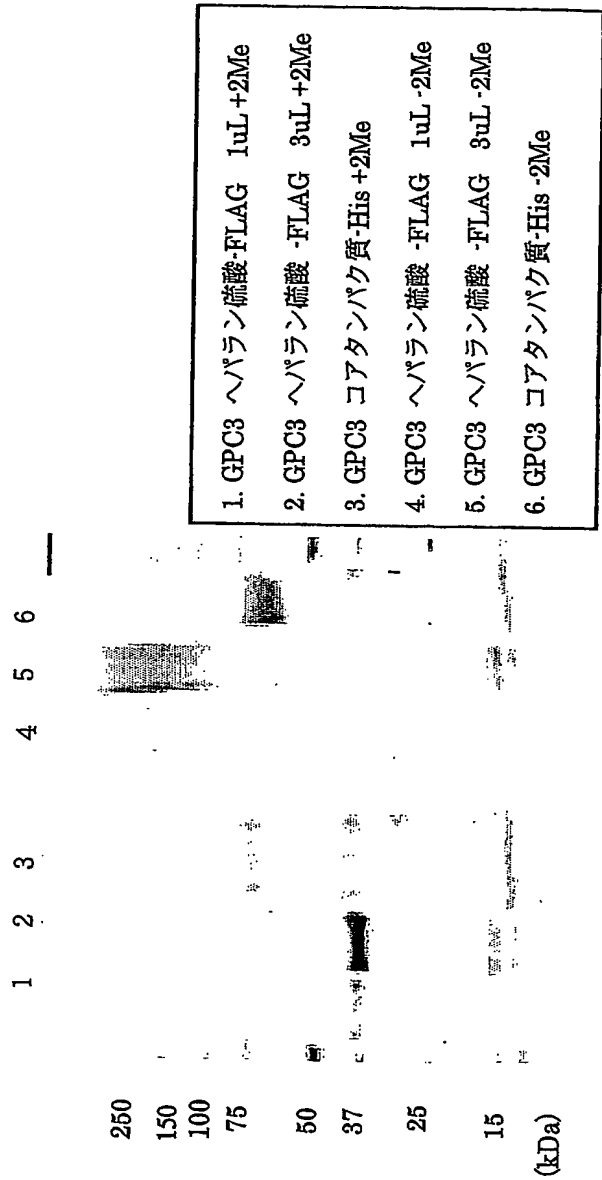 1 2 3 4 5 6
250
150
100
75
50
37
25
15
(kDa)
1. GPC3 ヘパラン硫酸-FLAG 1uL +2Me
2. GPC3 ヘパラン硫酸 -FLAG 3uL +2Me
3. GPC3 コアタンパク質-His +2Me
4. GPC3 ヘパラン硫酸 -FLAG 1uL -2Me
5. GPC3 ヘパラン硫酸 -FLAG 3uL -2Me
6. GPC3 コアタンパク質-His -2Me